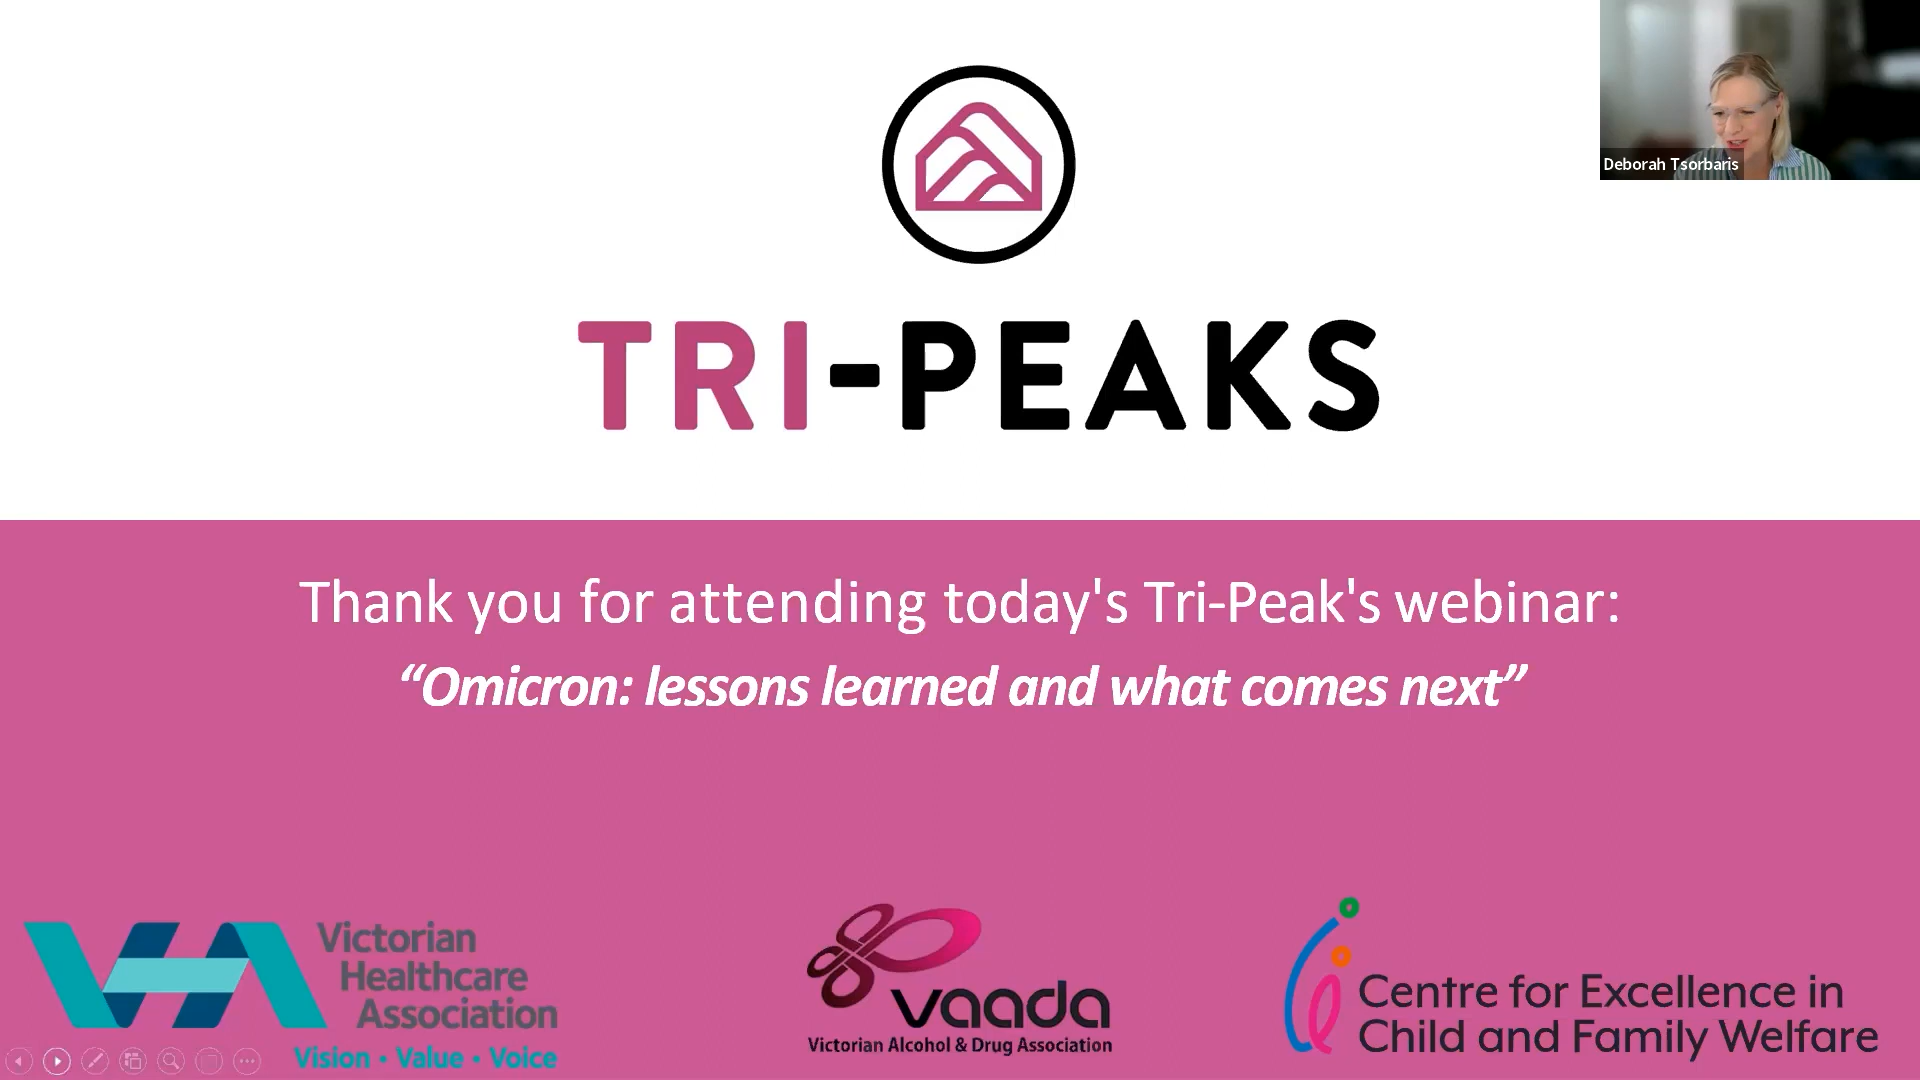 Deborah Tsorbaris
TRI-PEAKS
Thank you for attending today's Tri-Peak's webinar:
“Omicron: lessons learned and what comes next”
VHA
Victorian
Healthcare
Association
Vision • Value • Voice
vaada
Victorian Alcohol & Drug Association
Centre for Excellence in
Child and Family Welfare